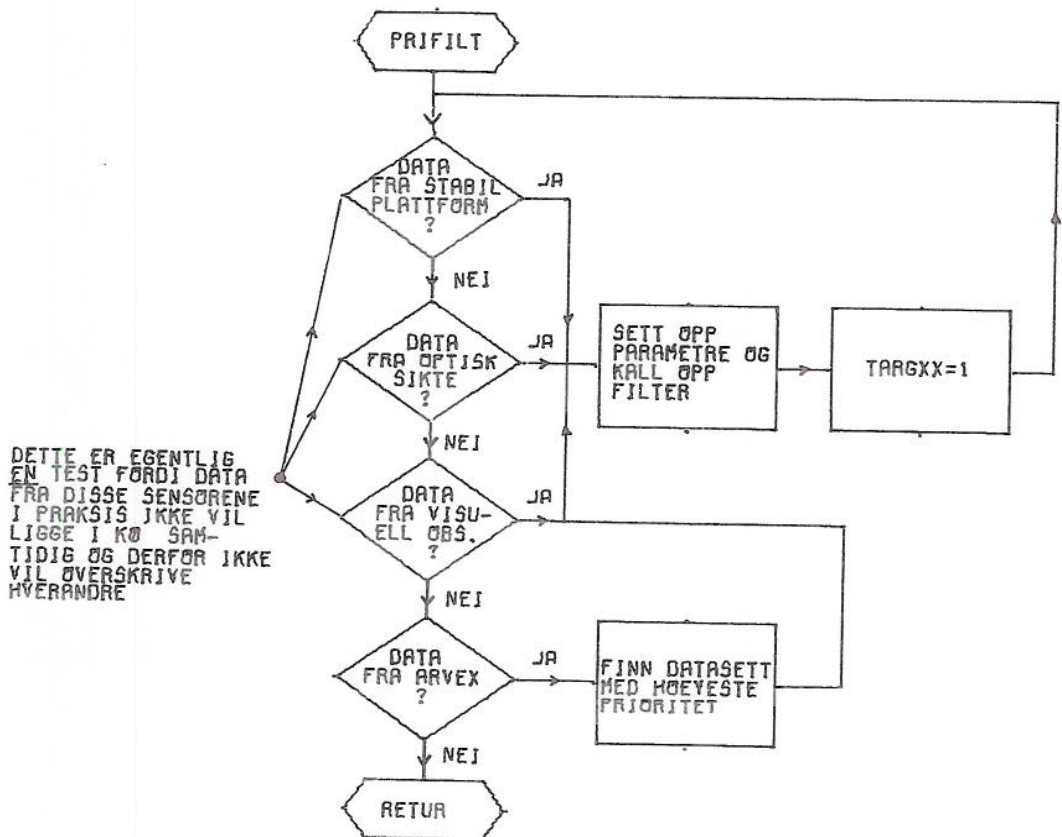 PRIFILT
DATA
FRA STABIL
PLATTFORM
?
JA
NEI
DATA
FRA OPTISK
SIKTE
?
JA
SETT OPP
PARAMETRE OG
KALL OPP
FILTER
TARGXX=1
NEI
DETTE ER EGENTLIG
EN TEST FORDI DATA
FRA DISSE SENSORENE
I PRAKSIS IKKE VIL
LIGGE I KØ SAM-
TIDIG OG DERFOR IKKE
VIL OVERSKRIVE
HVERANDRE
DATA
FRA VISU-
ELL OBS.
?
JA
NEI
DATA
FRA ARVEX
?
JA
FINN DATASETT
MED HOEVESTE
PRIORITET
NEI
RETUR